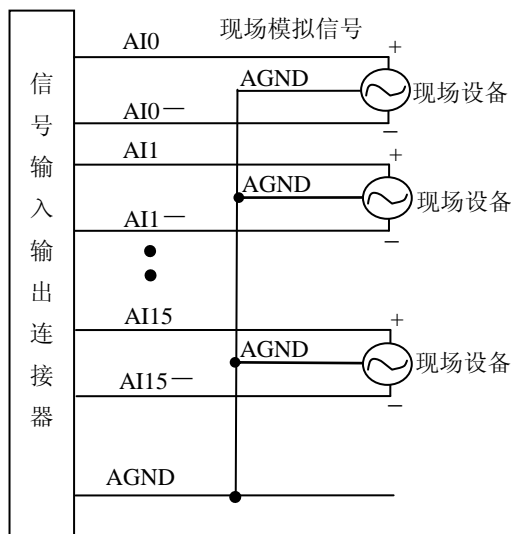 信号输入输出连接器
现场模拟信号
AI0
+
AGND
现场设备
AI0—
—
AI1
+
AGND
现场设备
AI1—
—
AI15
+
AGND
现场设备
AI15—
—
AGND